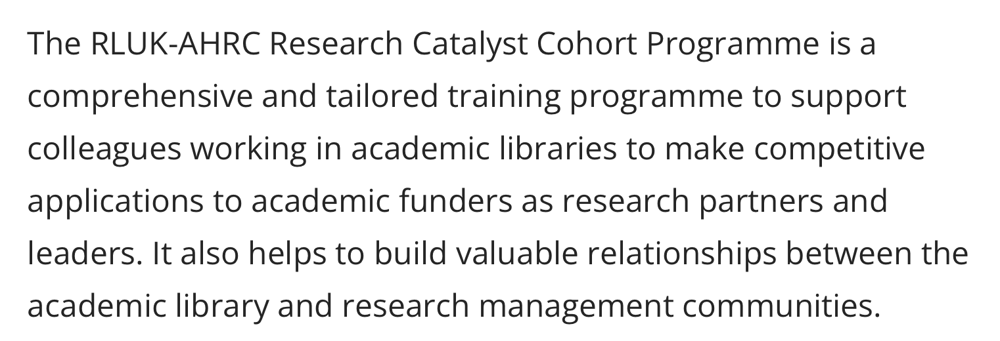 The RLUK-AHRC Research Catalyst Cohort Programme is a
comprehensive and tailored training programme to support
colleagues working in academic libraries to make competitive
applications to academic funders as research partners and
leaders. It also helps to build valuable relationships between the
academic library and research management communities.